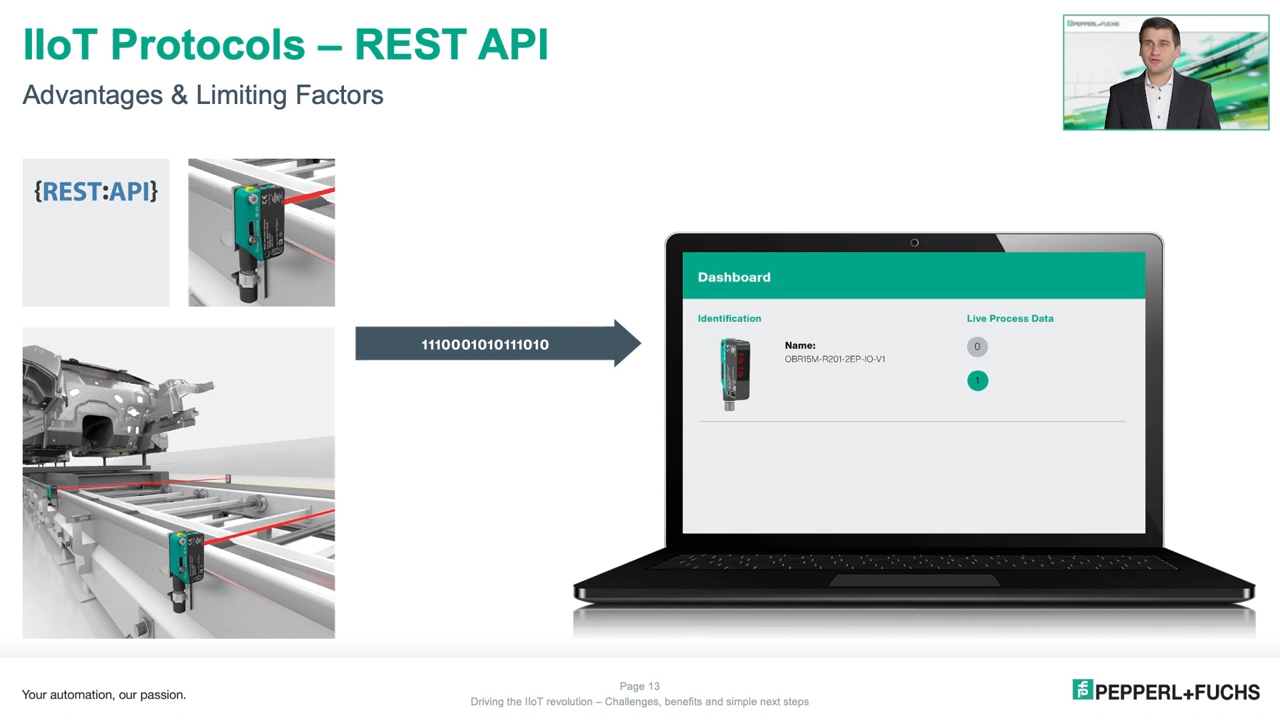 IIoT Protocols – REST API
Advantages & Limiting Factors
PEPPERL+FUCHS
{REST:API}
1110001010111010
Dashboard
Identification
Live Process Data
Name:
OBR15M-R201-2EP-IO-V1
0
1
Your automation, our passion.
Page 13
Driving the IIoT revolution – Challenges, benefits and simple next steps
PEPPERL+FUCHS